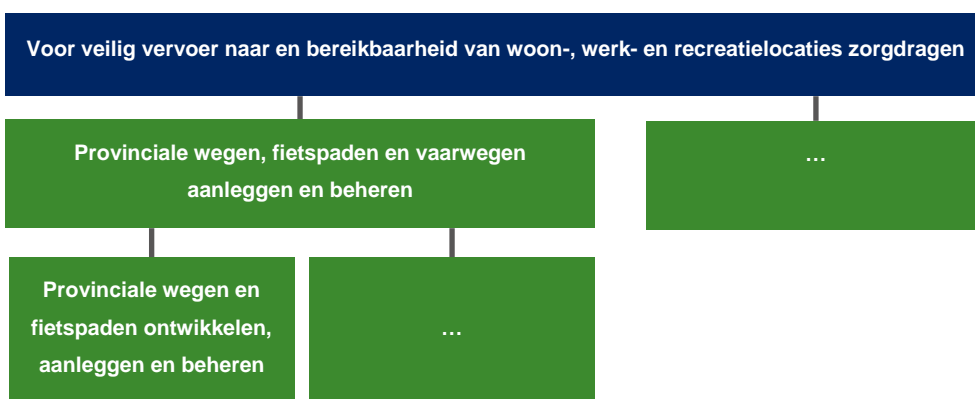 Voor veilig vervoer naar en bereikbaarheid van woon-, werk- en recreatielocaties zorgdragen
Provinciale wegen, fietspaden en vaarwegen
aanleggen en beheren
…
Provinciale wegen en
fietspaden ontwikkelen,
aanleggen en beheren
…